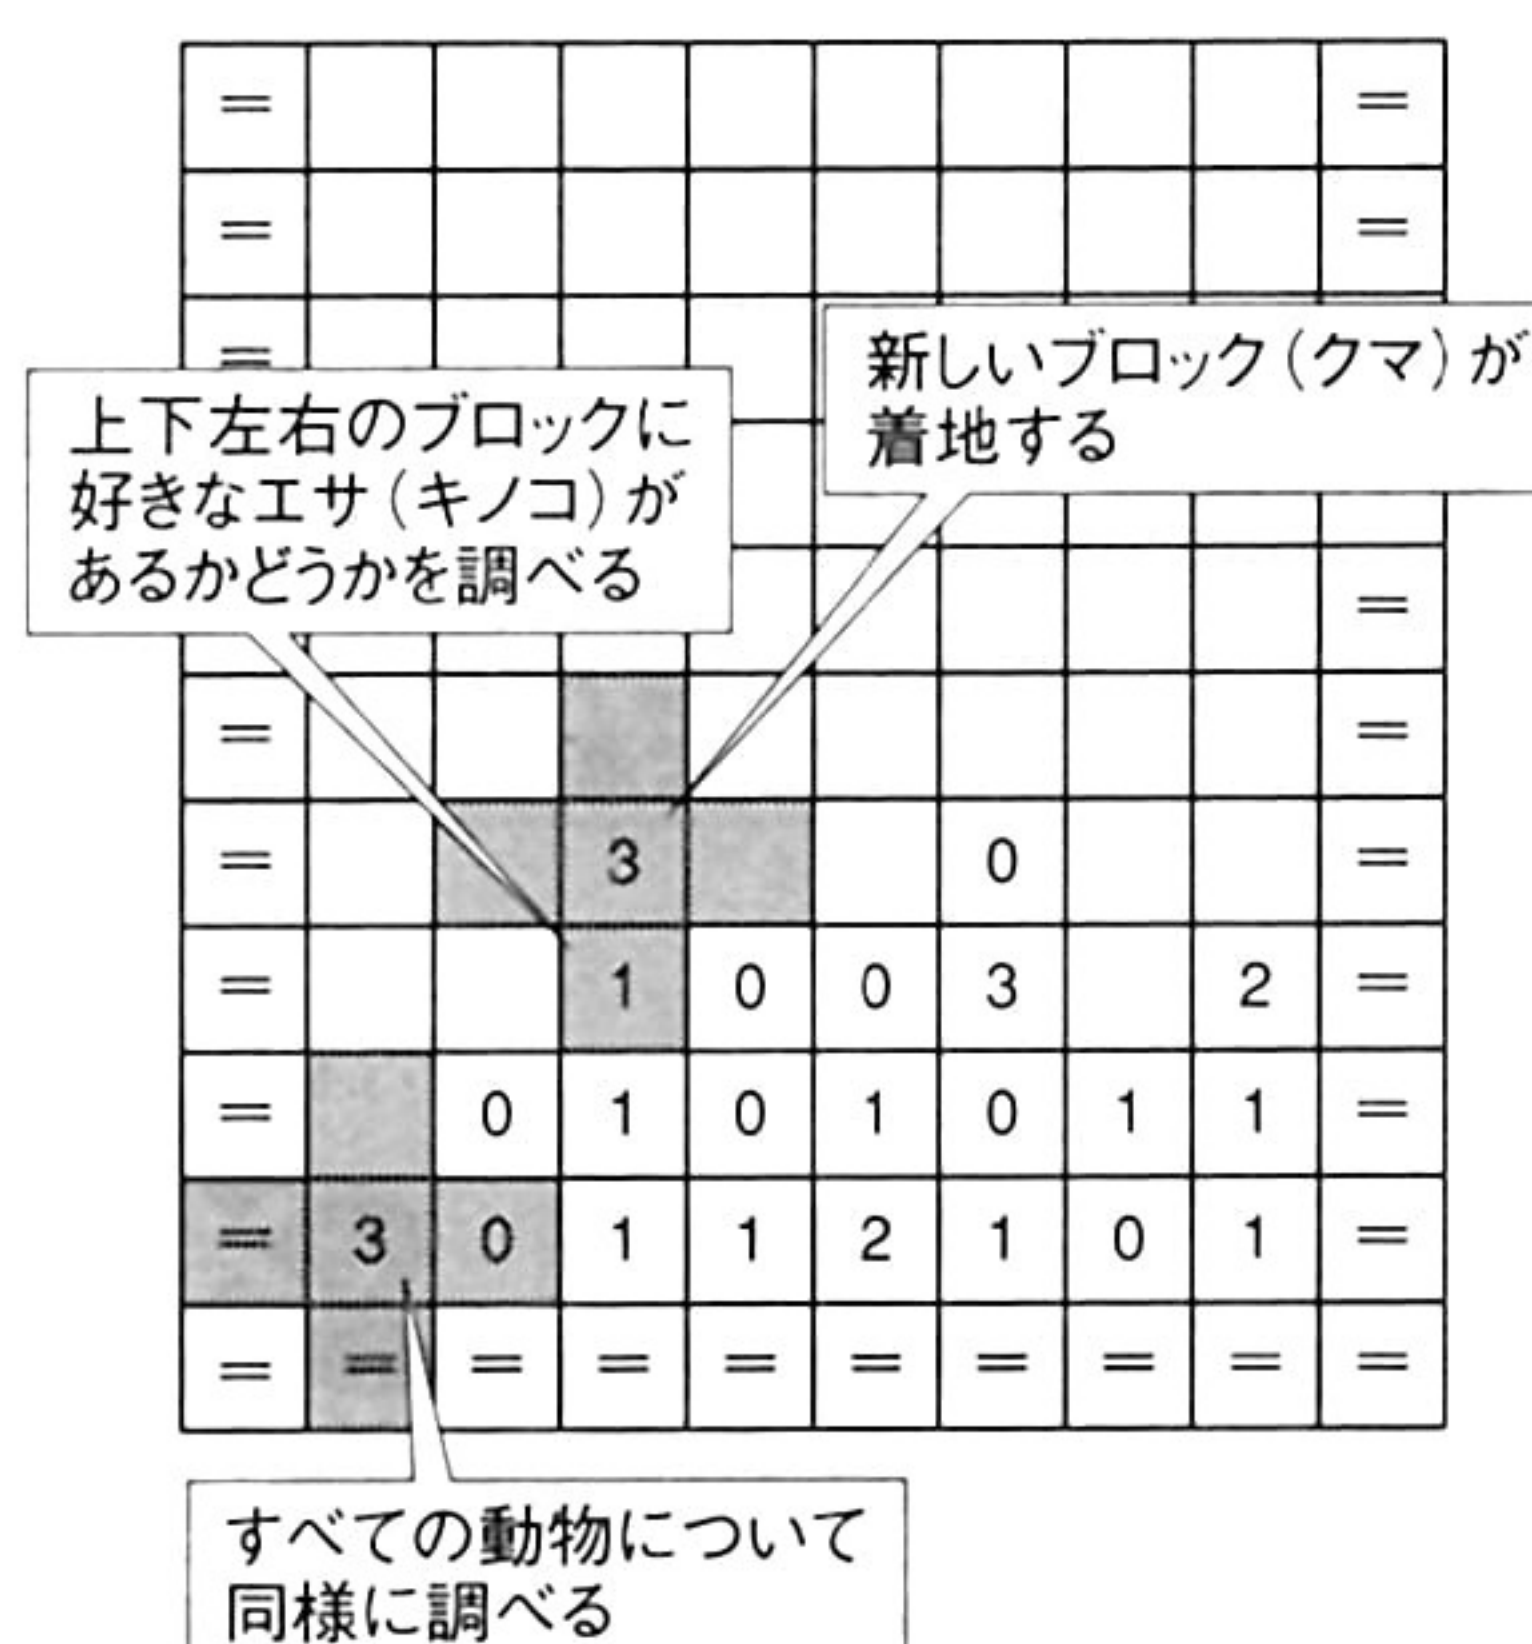 = =
= =
=
新しいブロック(クマ)が
着地する
上下左右のブロックに
好きなエサ(キノコ)が
あるかどうかを調べる
=
= =
= 3 0 =
= 1 0 0 3 2 =
= 0 1 0 1 0 1 1 =
= 3 0 1 1 2 1 0 1 =
= = = = = = = = = =
すべての動物について
同様に調べる